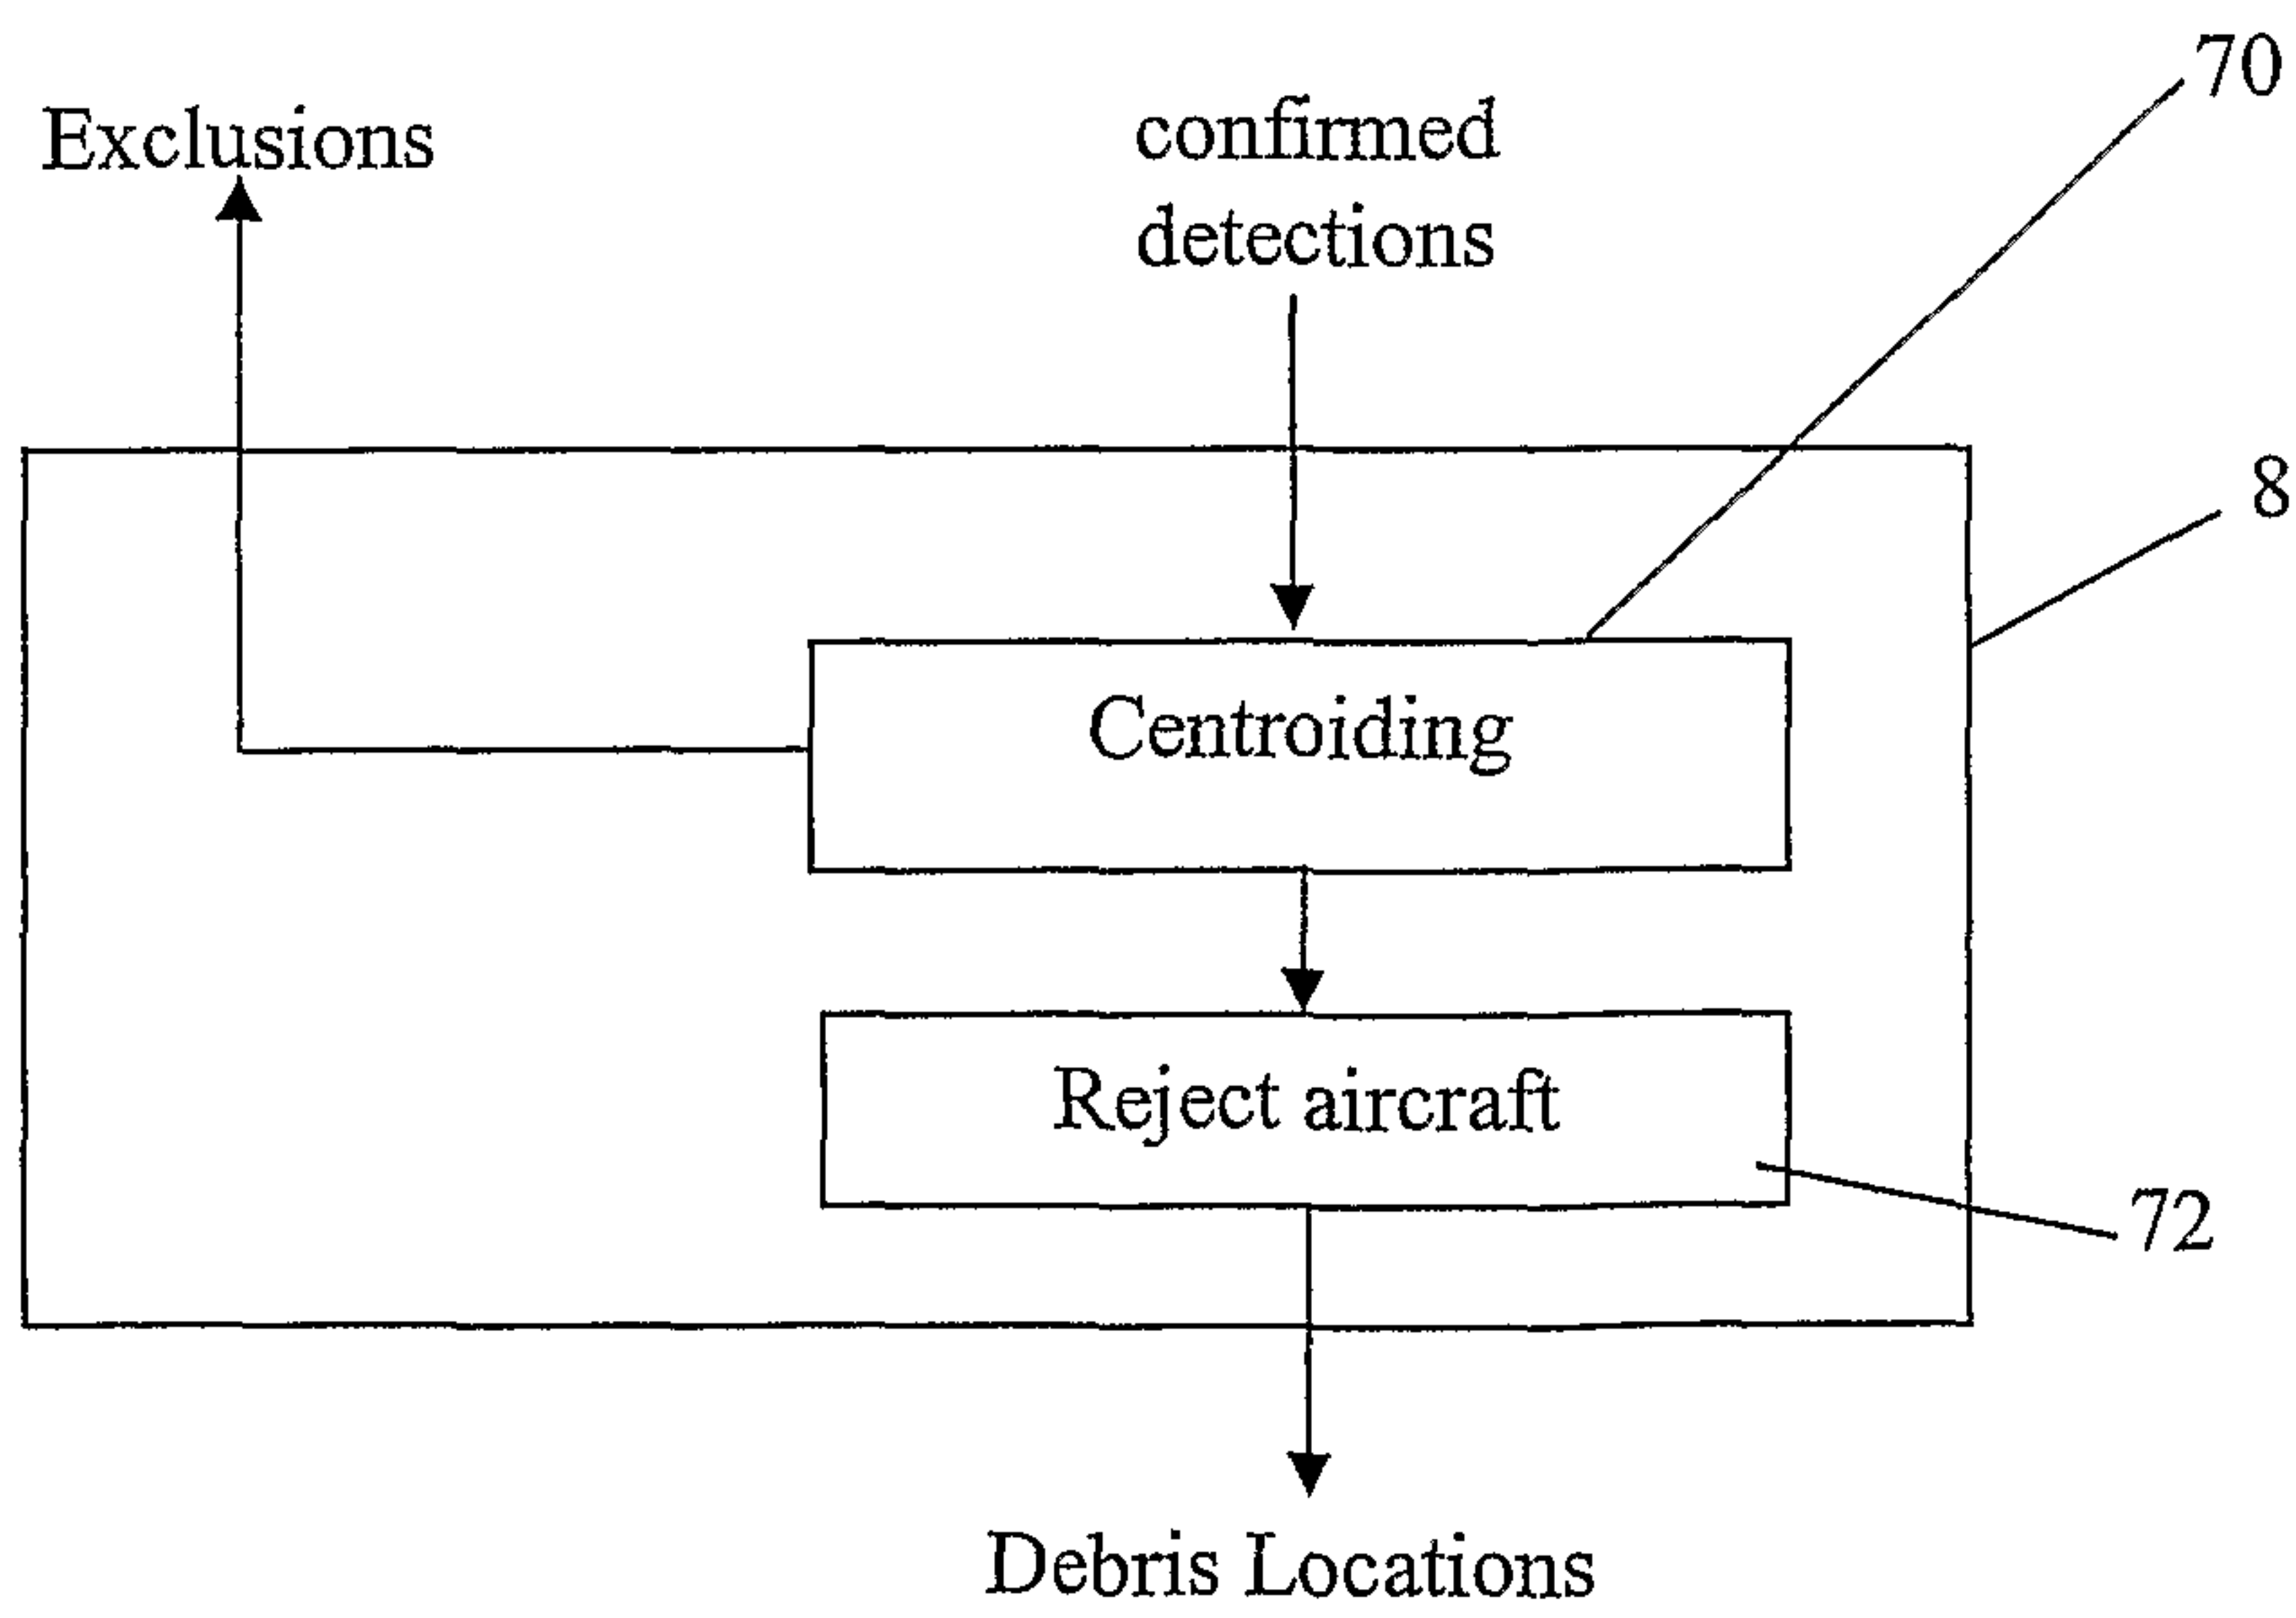 70
Exclusions
confirmed
detections
8
Centroiding
Reject aircraft
72
Debris Locations